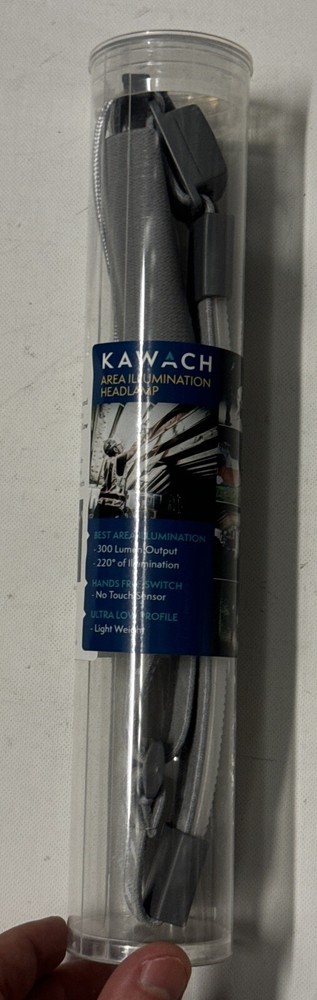 KAWACH
AREA ILLUMINATION
HEADLAMP
BEST AREA ILLUMINATION
- 300 Lumen Output
- 220° of Illumination
HANDS FREE SWITCH
- No Touch Sensor
ULTRA LOW PROFILE
- Light Weight